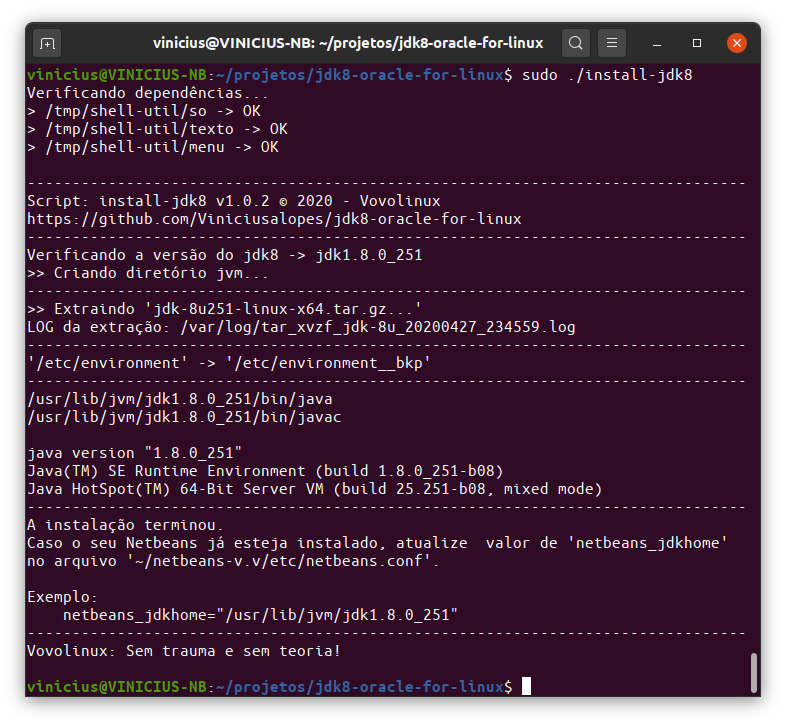 vinicius@VINICIUS-NB: ~/projetos/jdk8-oracle-for-linux
vinicius@VINICIUS-NB:~/projetos/jdk8-oracle-for-linux$ sudo ./install-jdk8
Verificando dependências...
> /tmp/shell-util/so -> OK
> /tmp/shell-util/texto -> OK
> /tmp/shell-util/menu -> OK
--------------------------------------------------------------------------------
Script: install-jdk8 v1.0.2 © 2020 - Vovolinux
https://github.com/Viniciusalopes/jdk8-oracle-for-linux
--------------------------------------------------------------------------------
Verificando a versão do jdk8 -> jdk1.8.0_251
>> Criando diretório jvm...
--------------------------------------------------------------------------------
>> Extraindo 'jdk-8u251-linux-x64.tar.gz...'
LOG da extração: /var/log/tar_xvzf_jdk-8u_20200427_234559.log
--------------------------------------------------------------------------------
'/etc/environment' -> '/etc/environment__bkp'
--------------------------------------------------------------------------------
/usr/lib/jvm/jdk1.8.0_251/bin/java
/usr/lib/jvm/jdk1.8.0_251/bin/javac
java version "1.8.0_251"
Java(TM) SE Runtime Environment (build 1.8.0_251-b08)
Java HotSpot(TM) 64-Bit Server VM (build 25.251-b08, mixed mode)
--------------------------------------------------------------------------------
A instalação terminou.
Caso o seu Netbeans já esteja instalado, atualize  valor de 'netbeans_jdkhome'
no arquivo '~/netbeans-v.v/etc/netbeans.conf'.
Exemplo:
    netbeans_jdkhome="/usr/lib/jvm/jdk1.8.0_251"
--------------------------------------------------------------------------------
Vovolinux: Sem trauma e sem teoria!
vinicius@VINICIUS-NB:~/projetos/jdk8-oracle-for-linux$